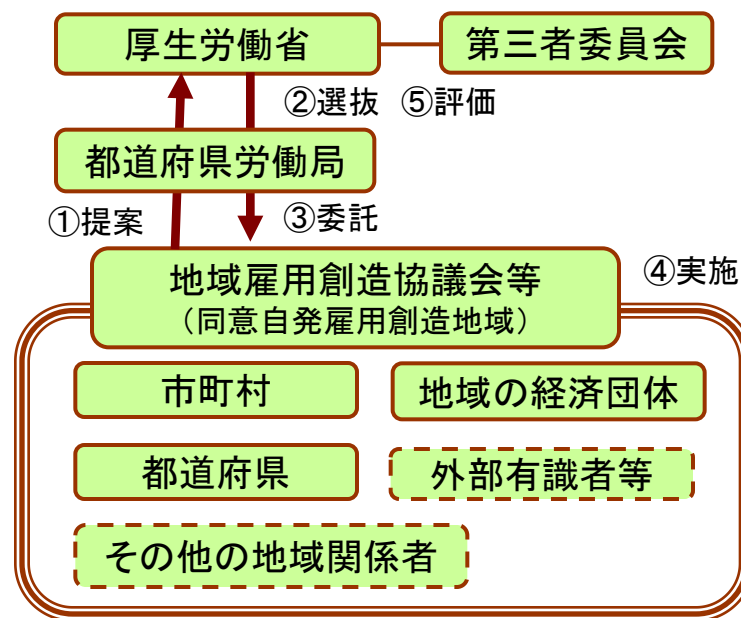 厚生労働省
第三者委員会
②選抜 ⑤評価
都道府県労働局
①提案
③委託
地域雇用創造協議会等
（同意自発雇用創造地域）
④実施
市町村
地域の経済団体
都道府県
外部有識者等
その他の地域関係者